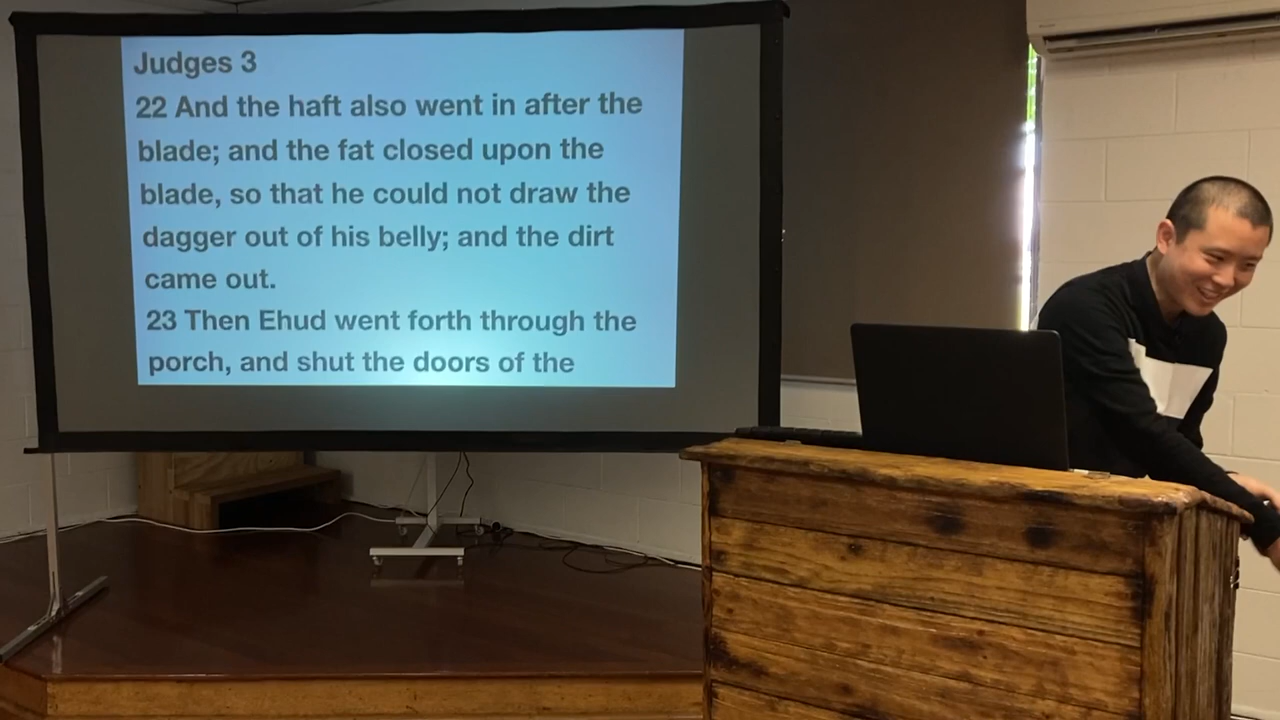 Judges 3
22 And the haft also went in after the
blade; and the fat closed upon the
blade, so that he could not draw the
dagger out of his belly; and the dirt
came out.
23 Then Ehud went forth through the
porch, and shut the doors of the